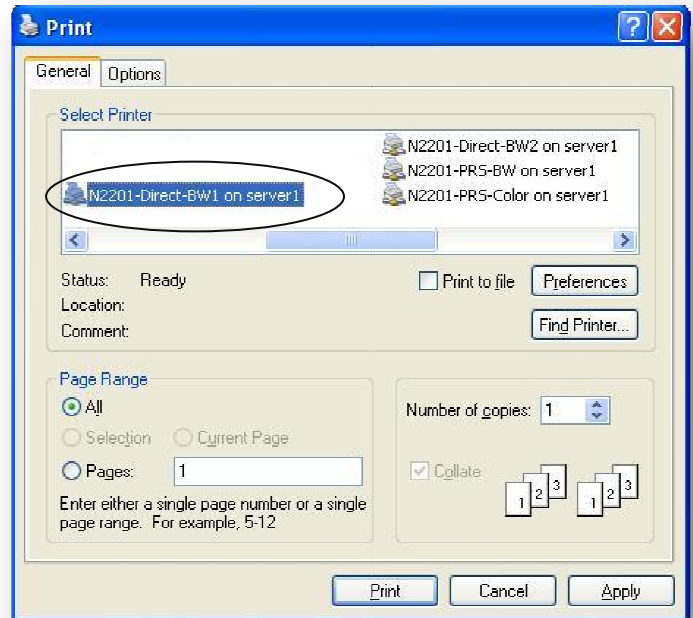 Print
General Options
Select Printer
N2201-Direct-BW2 on server1
N2201-PRS-BW on server1
N2201-Direct-BW1 on server1
N2201-PRS-Color on server1
Status: Ready
Print to file
Preferences
Location:
Comment:
Find Printer...
Page Range
All
Number of copies: 1
Selection Current Page
Pages: 1
Collate
Enter either a single page number or a single
page range. For example, 5-12
1 2 3 1 2 3
Print Cancel Apply